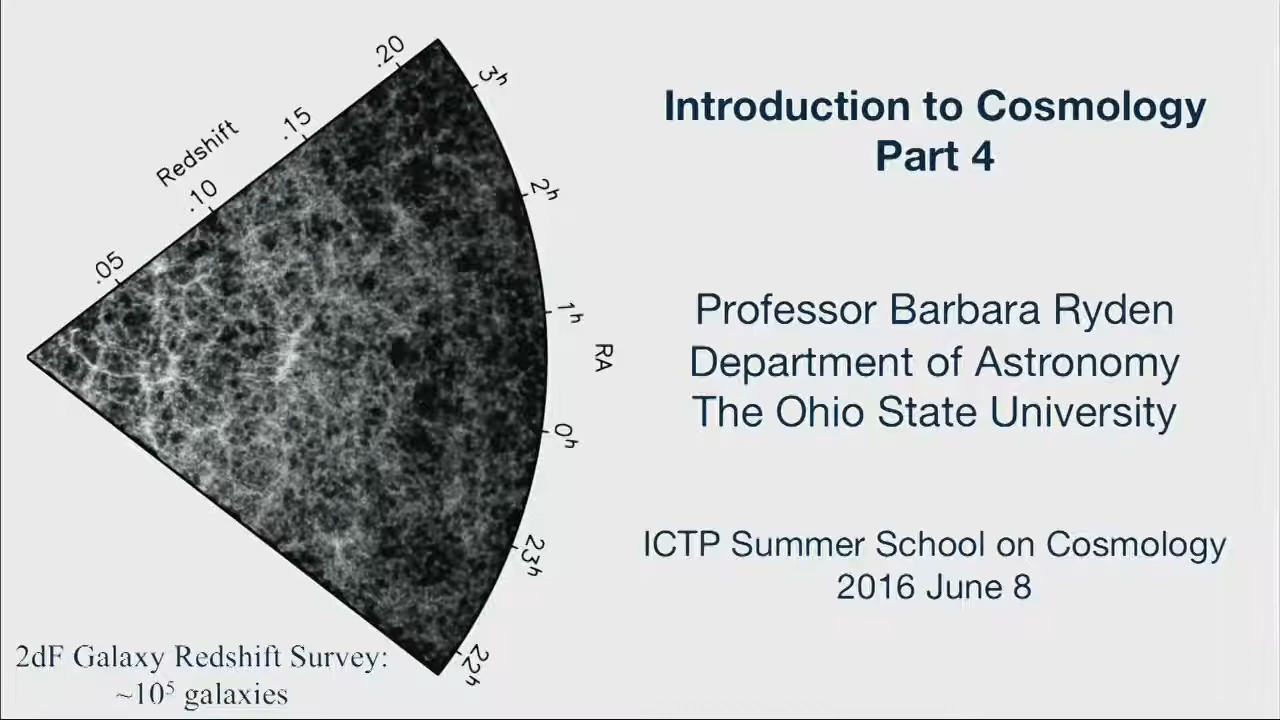 Introduction to Cosmology
Part 4
Professor Barbara Ryden
Department of Astronomy
The Ohio State University
ICTP Summer School on Cosmology
2016 June 8
Redshift
.05
.10
.15
.20
3h
2h
1h
RA
0h
23h
22h
2dF Galaxy Redshift Survey:
~10⁵ galaxies